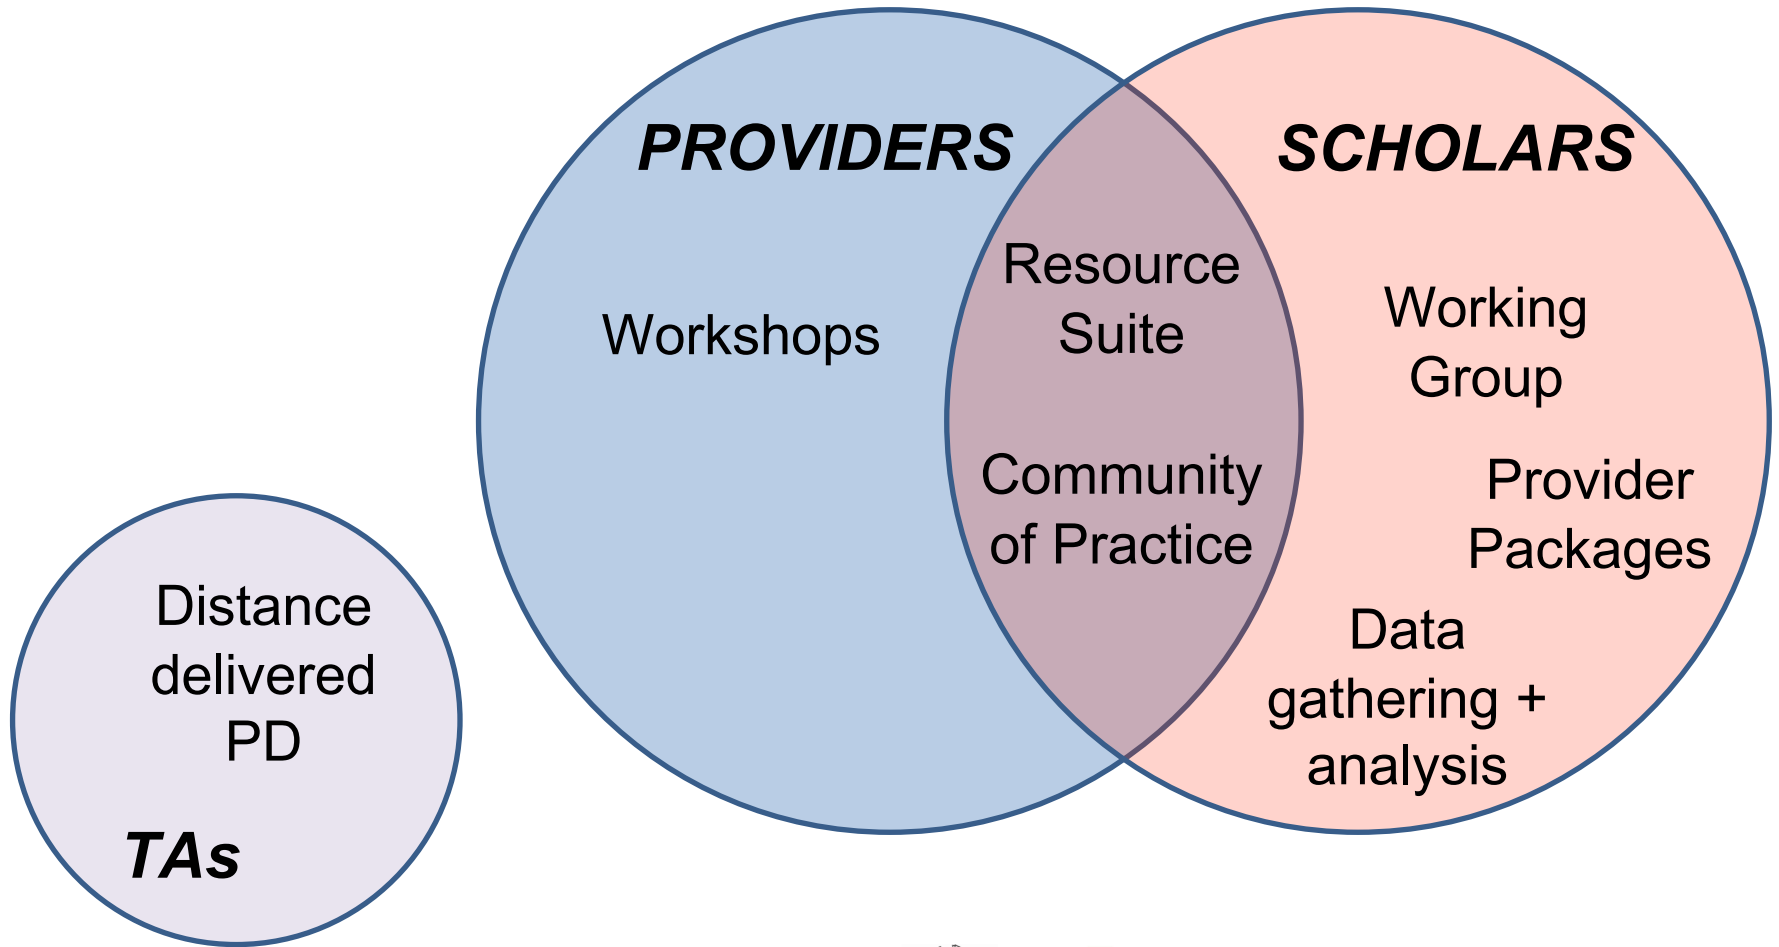 PROVIDERS
Workshops
Resource
Suite
Community
of Practice
SCHOLARS
Working
Group
Provider
Packages
Data
gathering +
analysis
Distance
delivered
PD
TAs